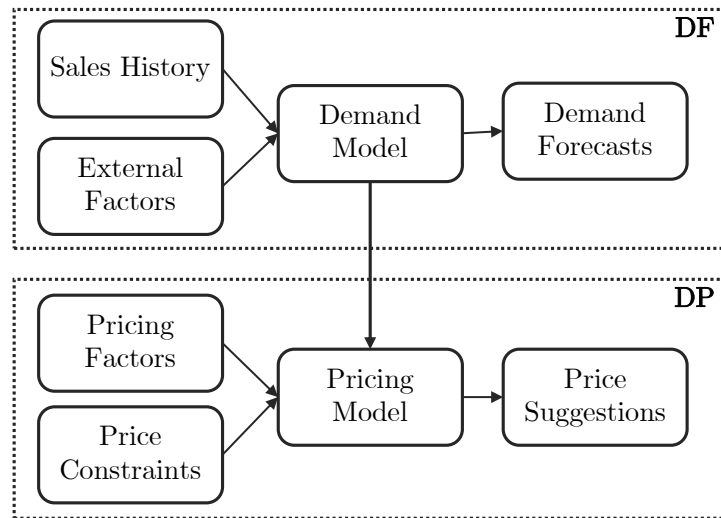 DF
Sales History
External
Factors
Demand
Model
Demand
Forecasts
DP
Pricing
Factors
Price
Constraints
Pricing
Model
Price
Suggestions